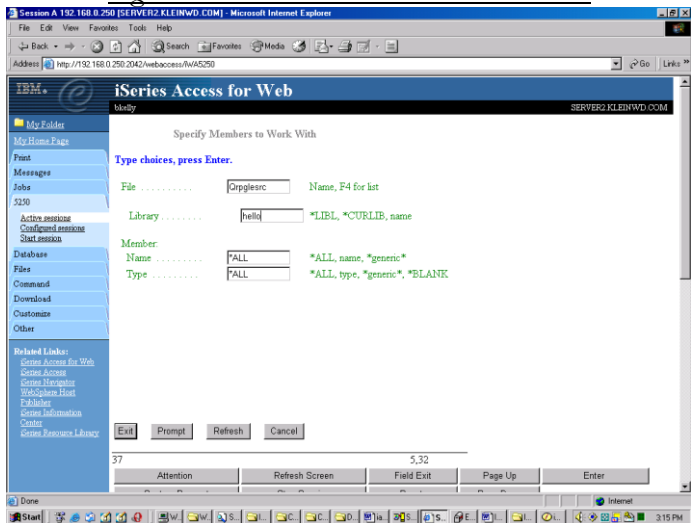 Session A 192.168.0.250 [SERVER2.KLEINWD.COM] - Microsoft Internet Explorer
File Edit View Favorites Tools Help
Back Search Favorites Media
Address http://192.168.0.250:2042/webaccess/iWA5250 Go Links »
IBM. iSeries Access for Web
bkelly SERVER2.KLEINWD.COM
My Folder
My Home Page
Print
Messages
Jobs
5250
Active sessions
Configured sessions
Start session
Database
Files
Command
Download
Customize
Other
Related Links:
iSeries Access for Web
iSeries Access
iSeries Navigator
WebSphere Host
Publisher
iSeries Information
Center
iSeries Resource Library
Specify Members to Work With
Type choices, press Enter.
File . . . . . . . . . . Qrpglesrc Name, F4 for list
Library . . . . . . . . hello *LIBL, *CURLIB, name
Member:
Name . . . . . . . . . *ALL *ALL, name, *generic*
Type . . . . . . . . . *ALL *ALL, type, *generic*, *BLANK
Exit Prompt Refresh Cancel
37 5,32
Attention Refresh Screen Field Exit Page Up Enter
Done Internet
Start W... W... S... I... C... C... D... ia... S... S... E... I... L... 3:15 PM